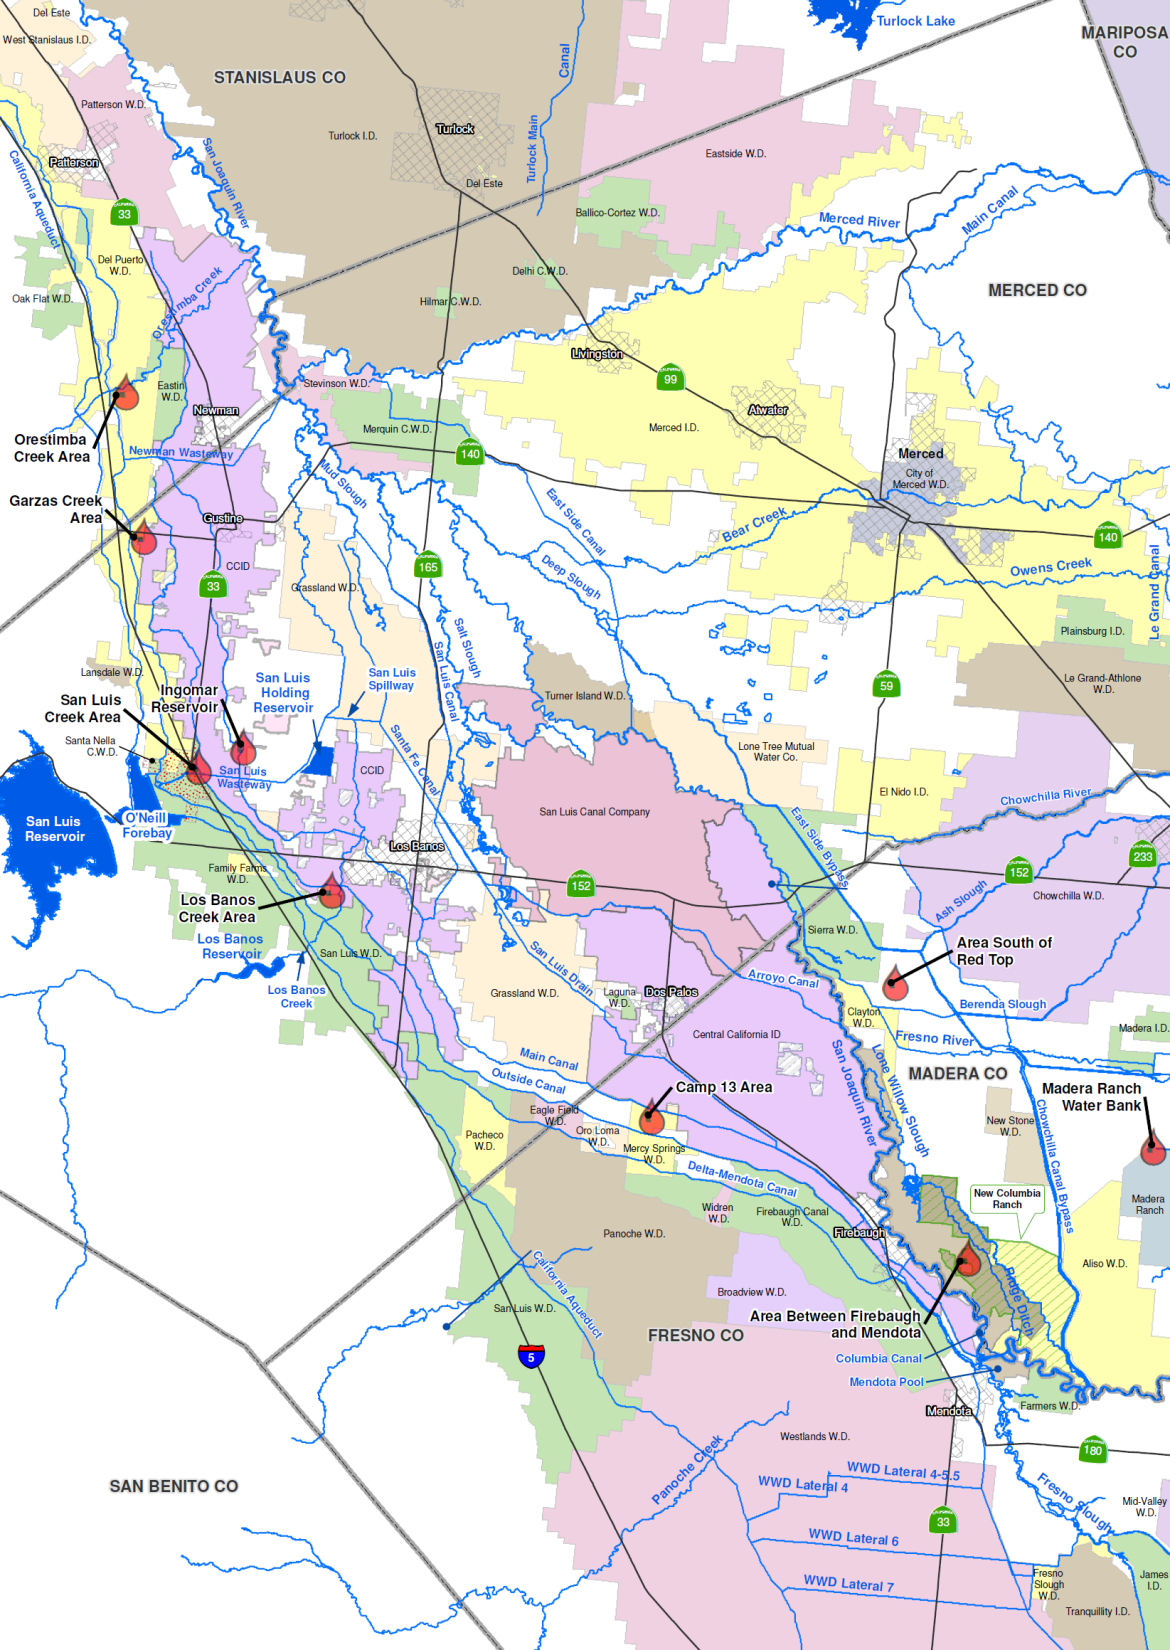 Del Este
West Stanislaus I.D.
STANISLAUS CO
Canal
Turlock Lake
MARIPOSA
CO
Patterson W.D.
Turlock I.D.
Turlock
Turlock Main
Eastside W.D.
Patterson
San Joaquin River
Del Este
California Aqueduct
33
Ballico-Cortez W.D.
Merced River
Main Canal
Del Puerto
W.D.
Delhi C.W.D.
Oak Flat W.D.
Orestimba Creek
Hilmar C.W.D.
MERCED CO
Livingston
99
Stevinson W.D.
Eastin
W.D.
Newman
Atwater
Merquin C.W.D.
Merced I.D.
Orestimba
Creek Area
Newman Wasteway
140
Merced
City of
Merced W.D.
Mud Slough
Garzas Creek
Area
Gustine
East Side Canal
Bear Creek
140
CCID
165
Deep Slough
Owens Creek
Le Grand Canal
33
Grassland W.D.
Salt Slough
Plainsburg I.D.
San Luis Canal
Lansdale W.D.
San Luis
Holding
Reservoir
San Luis
Spillway
Turner Island W.D.
59
Le Grand-Athlone
W.D.
Ingomar
Reservoir
San Luis
Creek Area
Santa Nella
C.W.D.
Santa Fe Canal
Lone Tree Mutual
Water Co.
San Luis
Wasteway
CCID
El Nido I.D.
Chowchilla River
San Luis
Reservoir
O'Neill
Forebay
San Luis Canal Company
East Side Bypass
Los Banos
233
Family Farms
W.D.
152
152
Chowchilla W.D.
Los Banos
Creek Area
Ash Slough
Sierra W.D.
Los Banos
Reservoir
San Luis W.D.
San Luis Drain
Area South of
Red Top
Los Banos
Creek
Grassland W.D.
Laguna
W.D.
Dos Palos
Arroyo Canal
Berenda Slough
Clayton
W.D.
Madera I.D.
Central California ID
Fresno River
San Joaquin River
Lone Willow Slough
Main Canal
Outside Canal
MADERA CO
Camp 13 Area
Madera Ranch
Water Bank
Eagle Field
W.D.
Oro Loma
W.D.
Pacheco
W.D.
Mercy Springs
W.D.
New Stone
W.D.
Chowchilla Canal Bypass
Delta-Mendota Canal
New Columbia
Ranch
Madera
Ranch
Widren
W.D.
Firebaugh Canal
W.D.
Panoche W.D.
Firebaugh
California Aqueduct
Aliso W.D.
Broadview W.D.
Ridge Ditch
San Luis W.D.
Area Between Firebaugh
and Mendota
FRESNO CO
5
Columbia Canal
Mendota Pool
Mendota
Farmers W.D.
Westlands W.D.
180
Panoche Creek
WWD Lateral 4-5.5
WWD Lateral 4
SAN BENITO CO
Fresno Slough
Mid-Valley
W.D.
33
WWD Lateral 6
Fresno
Slough
W.D.
James
I.D.
WWD Lateral 7
Tranquillity I.D.